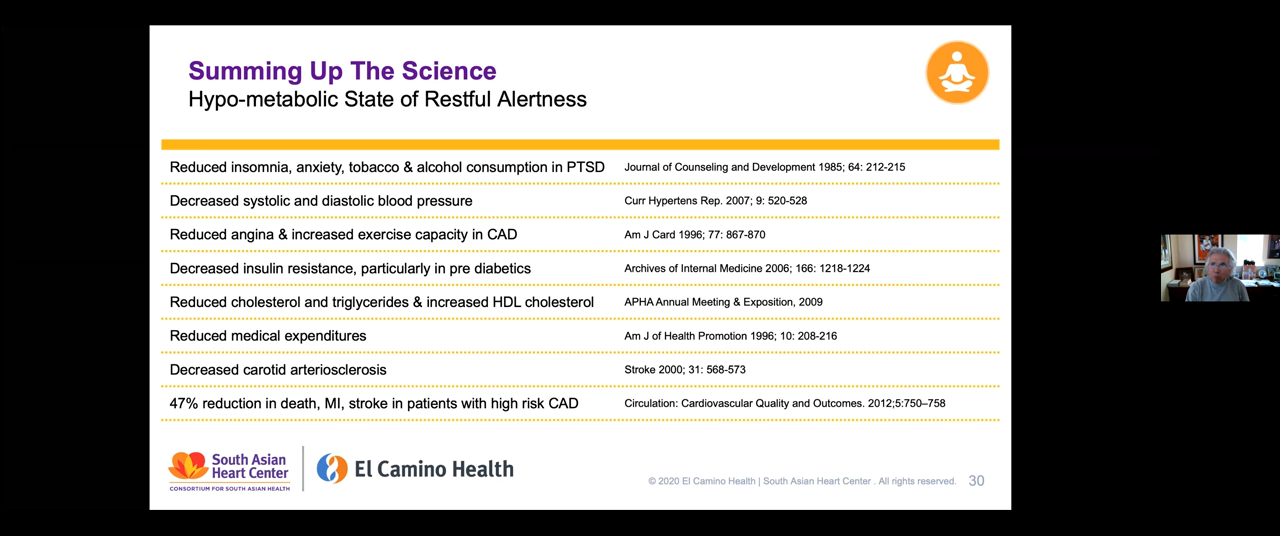 Summing Up The Science
Hypo-metabolic State of Restful Alertness
Reduced insomnia, anxiety, tobacco & alcohol consumption in PTSD Journal of Counseling and Development 1985; 64: 212-215
Decreased systolic and diastolic blood pressure Curr Hypertens Rep. 2007; 9: 520-528
Reduced angina & increased exercise capacity in CAD Am J Card 1996; 77: 867-870
Decreased insulin resistance, particularly in pre diabetics Archives of Internal Medicine 2006; 166: 1218-1224
Reduced cholesterol and triglycerides & increased HDL cholesterol APHA Annual Meeting & Exposition, 2009
Reduced medical expenditures Am J of Health Promotion 1996; 10: 208-216
Decreased carotid arteriosclerosis Stroke 2000; 31: 568-573
47% reduction in death, MI, stroke in patients with high risk CAD Circulation: Cardiovascular Quality and Outcomes. 2012;5:750–758
South Asian
Heart Center
CONSORTIUM FOR SOUTH ASIAN HEALTH
El Camino Health
© 2020 El Camino Health | South Asian Heart Center . All rights reserved. 30